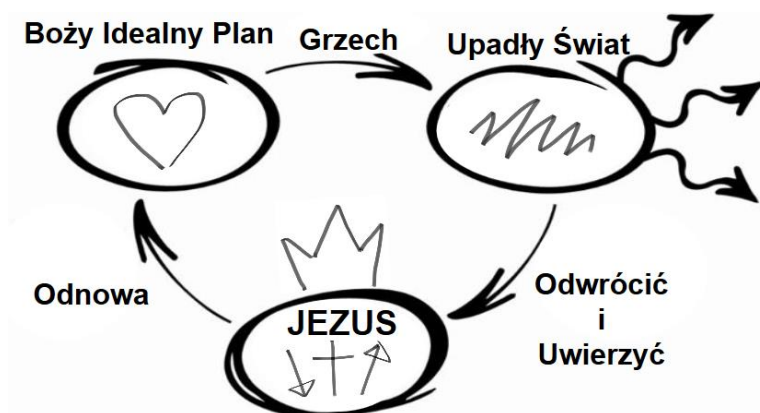 Boży Idealny Plan
Grzech
Upadły Świat
Odwrócić
i
Uwierzyć
JEZUS
Odnowa